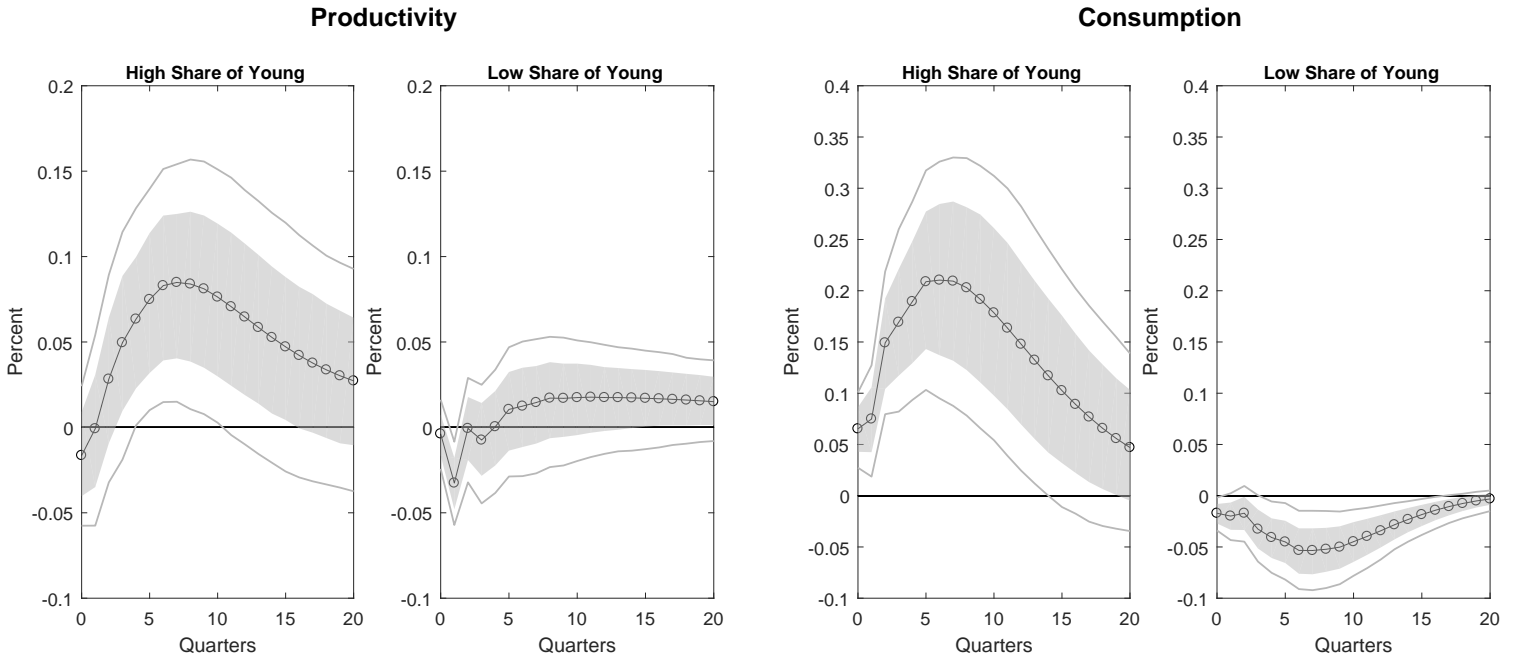 Productivity
Consumption
High Share of Young
Low Share of Young
High Share of Young
Low Share of Young
0.2
0.15
0.1
0.05
0
-0.05
-0.1
Percent
0 5 10 15 20
Quarters
0.2
0.15
0.1
0.05
0
-0.05
-0.1
Percent
0 5 10 15 20
Quarters
0.4
0.35
0.3
0.25
0.2
0.15
0.1
0.05
0
-0.05
-0.1
Percent
0 5 10 15 20
Quarters
0.4
0.35
0.3
0.25
0.2
0.15
0.1
0.05
0
-0.05
-0.1
Percent
0 5 10 15 20
Quarters